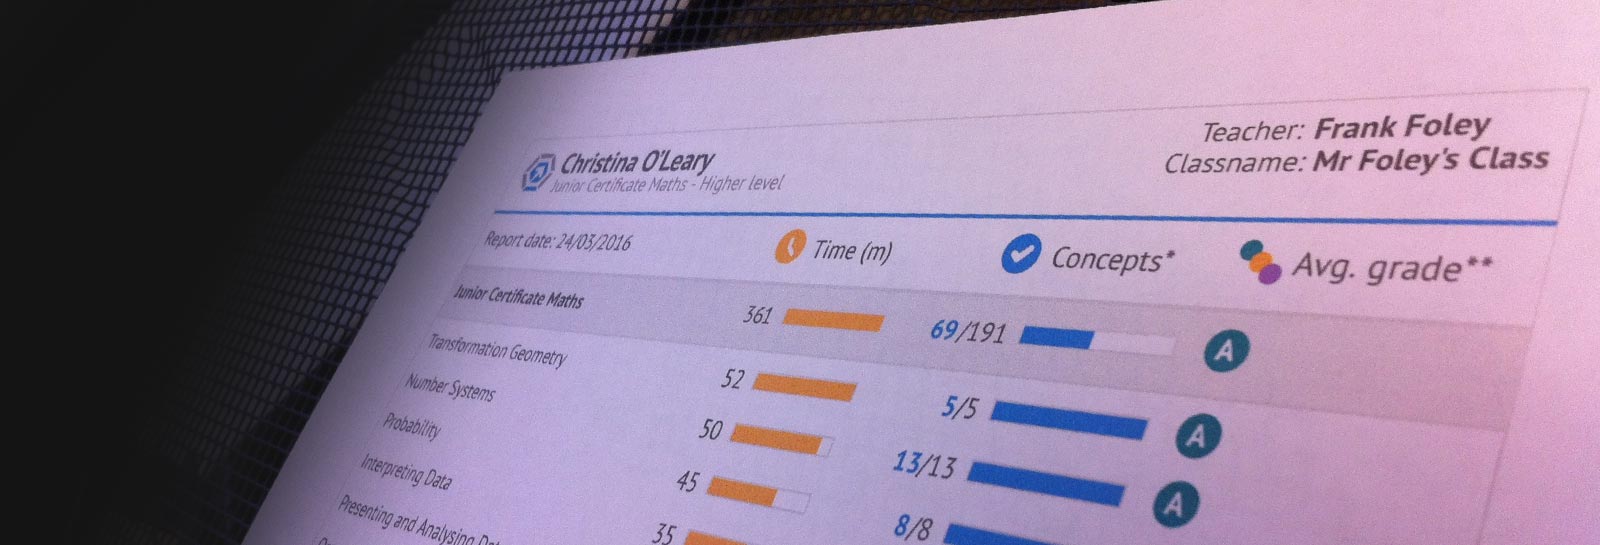 Teacher: Frank Foley
Classname: Mr Foley's Class
Christina O'Leary
Junior Certificate Maths - Higher level
Report date: 24/03/2016
Time (m)
Concepts*
Avg. grade**
Junior Certificate Maths 361 69/191 A
Transformation Geometry 52 5/5 A
Number Systems 50 13/13 A
Probability 45 8/8
Interpreting Data 35
Presenting and Analysing